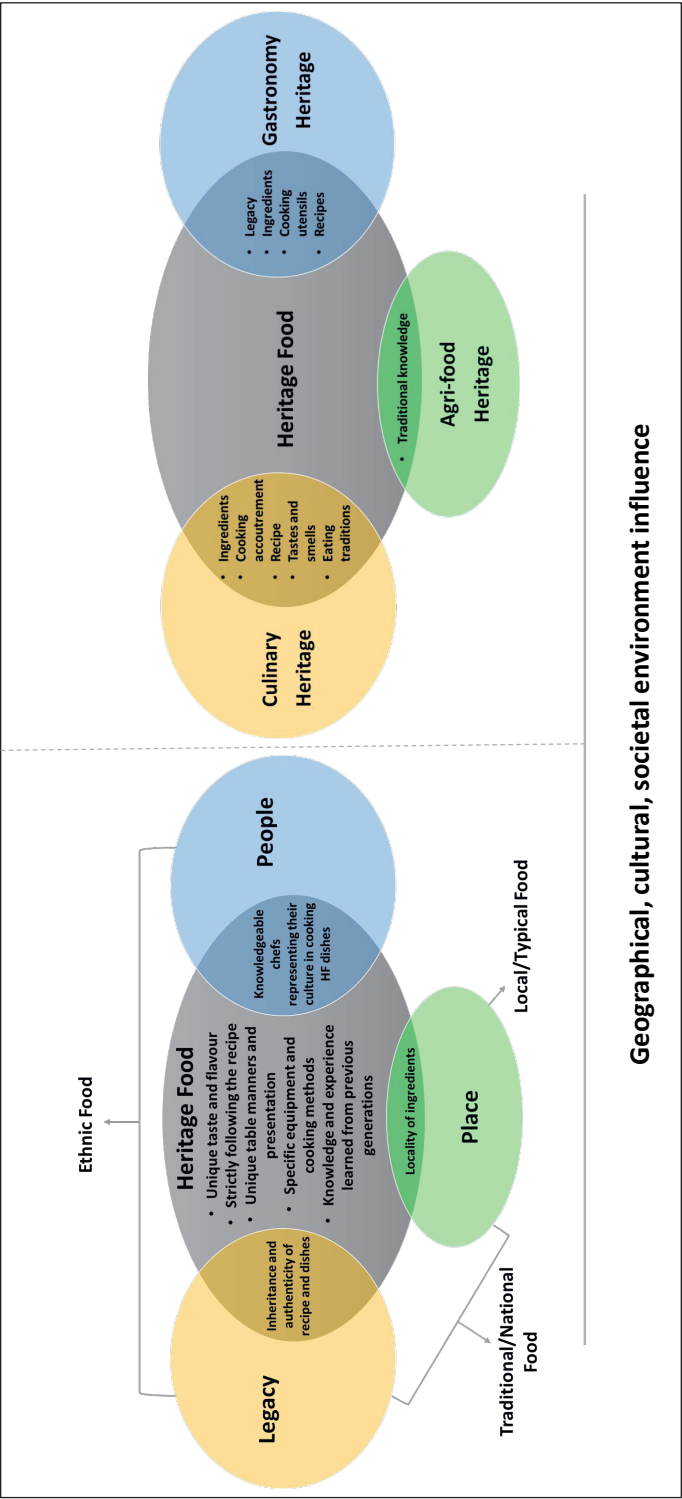 Ethnic Food
Legacy
Inheritance and
authenticity of
recipe and dishes
Heritage Food
• Unique taste and flavour
• Strictly following the recipe
• Unique table manners and
presentation
• Specific equipment and
cooking methods
• Knowledge and experience
learned from previous
generations
Knowledgeable
chefs
representing their
culture in cooking
HF dishes
People
Locality of ingredients
Place
Traditional/National
Food
Local/Typical Food
Culinary
Heritage
• Ingredients
• Cooking
accoutrement
• Recipe
• Tastes and
smells
• Eating
traditions
Heritage Food
• Legacy
• Ingredients
• Cooking
utensils
• Recipes
Gastronomy
Heritage
• Traditional knowledge
Agri-food
Heritage
Geographical, cultural, societal environment influence